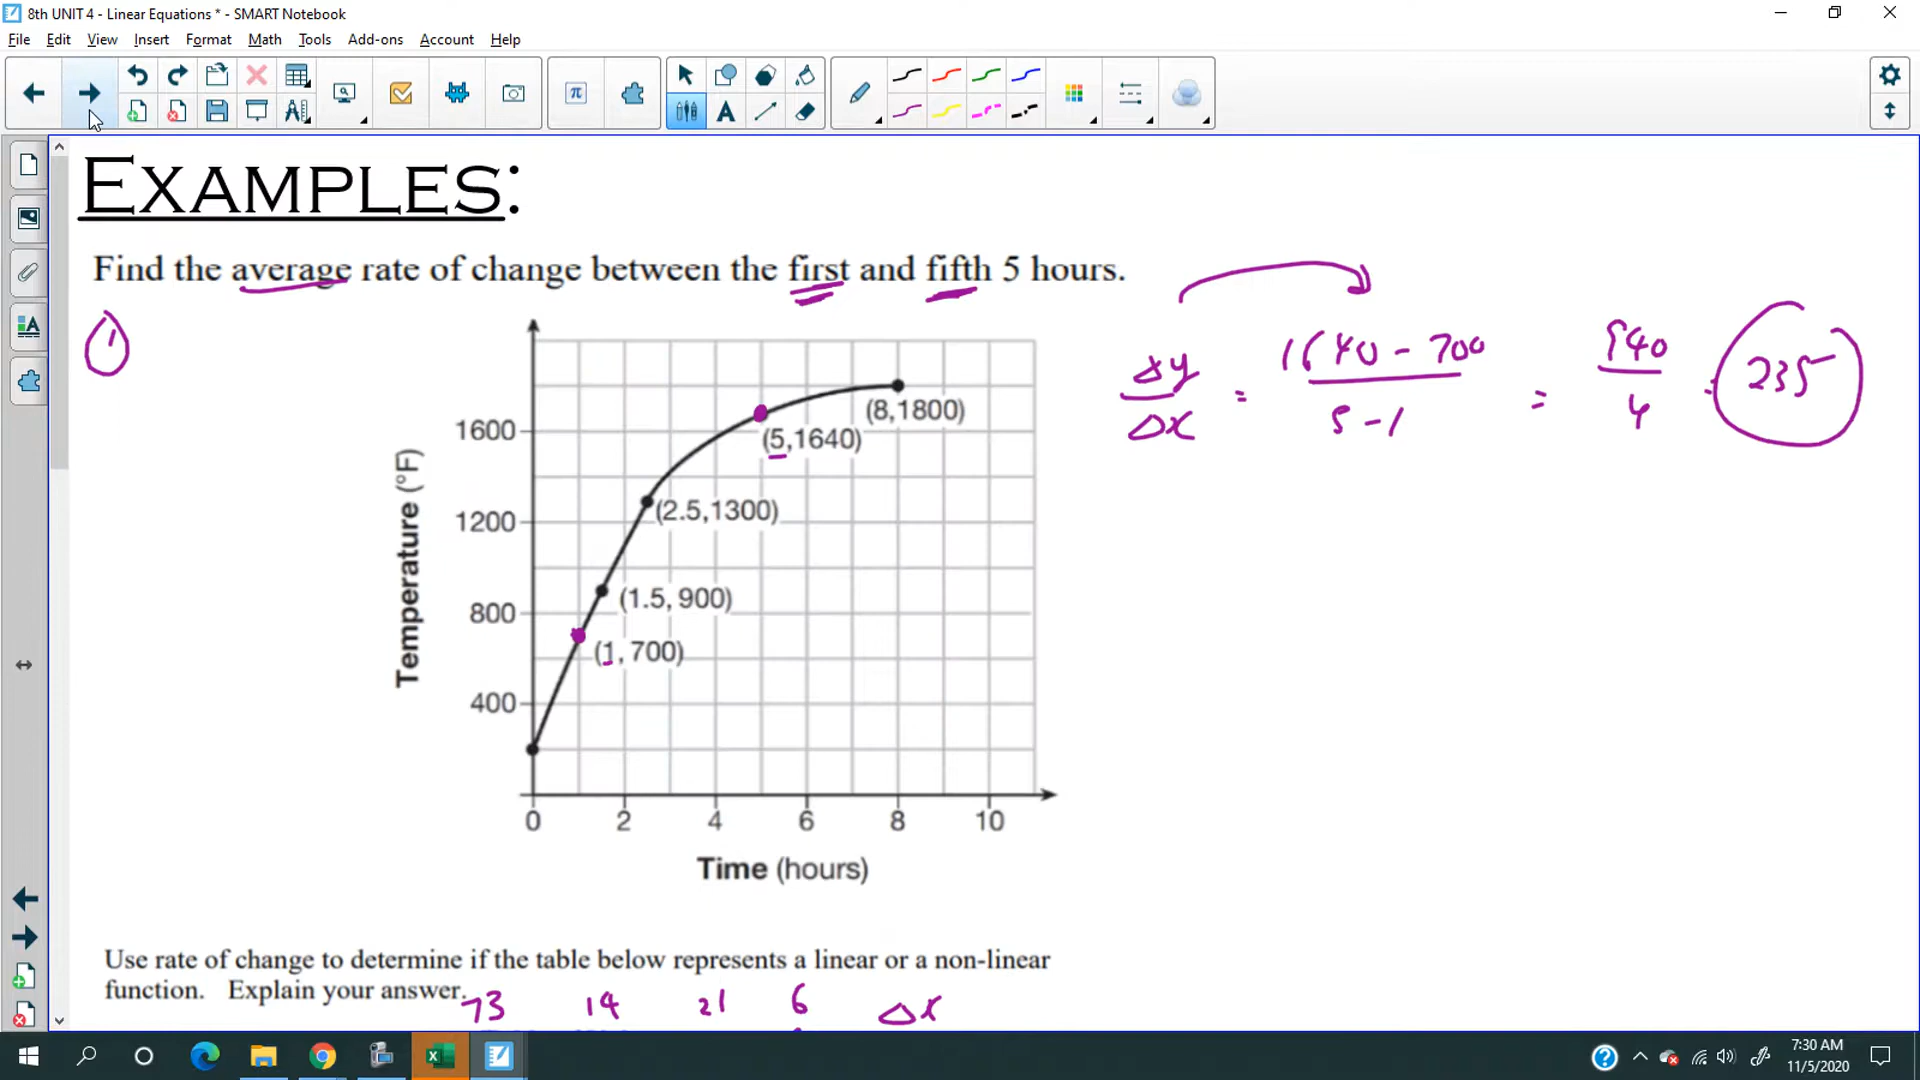 8th UNIT 4 - Linear Equations * - SMART Notebook
File Edit View Insert Format Math Tools Add-ons Account Help
EXAMPLES:
Find the average rate of change between the first and fifth 5 hours.
1
Δy
Δx
=
1640 - 700
5 - 1
=
940
4
=
235
Temperature (°F)
1600
1200
800
400
(8,1800)
(5,1640)
(2.5,1300)
(1.5, 900)
(1, 700)
0 2 4 6 8 10
Time (hours)
Use rate of change to determine if the table below represents a linear or a non-linear
function. Explain your answer.
14 21 6 Δx
7:30 AM
11/5/2020